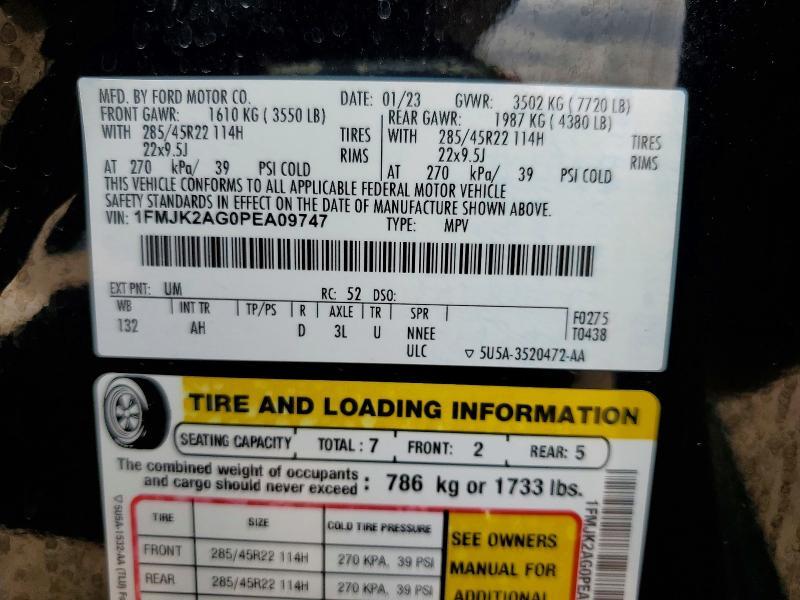 MFD. BY FORD MOTOR CO. DATE: 01/23 GVWR: 3502 KG ( 7720 LB)
FRONT GAWR: 1610 KG ( 3550 LB) REAR GAWR: 1987 KG ( 4380 LB)
WITH 285/45R22 114H TIRES WITH 285/45R22 114H TIRES
22x9.5J RIMS 22x9.5J RIMS
AT 270 kPa/ 39 PSI COLD AT 270 kPa/ 39 PSI COLD
THIS VEHICLE CONFORMS TO ALL APPLICABLE FEDERAL MOTOR VEHICLE
SAFETY STANDARDS IN EFFECT ON THE DATE OF MANUFACTURE SHOWN ABOVE.
VIN: 1FMJK2AG0PEA09747 TYPE: MPV
EXT PNT: UM RC: 52 DSO:
WB INT TR TP/PS R AXLE TR SPR F0275
132 AH D 3L U NNEE T0438
ULC ▽ 5U5A-3520472-AA
TIRE AND LOADING INFORMATION
SEATING CAPACITY TOTAL : 7 FRONT: 2 REAR: 5
The combined weight of occupants
and cargo should never exceed : 786 kg or 1733 lbs.
TIRE SIZE COLD TIRE PRESSURE
FRONT 285/45R22 114H 270 KPA, 39 PSI
REAR 285/45R22 114H 270 KPA, 39 PSI
SEE OWNERS
MANUAL FOR
ADDITIONAL
▽ 5U5A-1532-AA (TLU)
1FMJK2AG0PEA